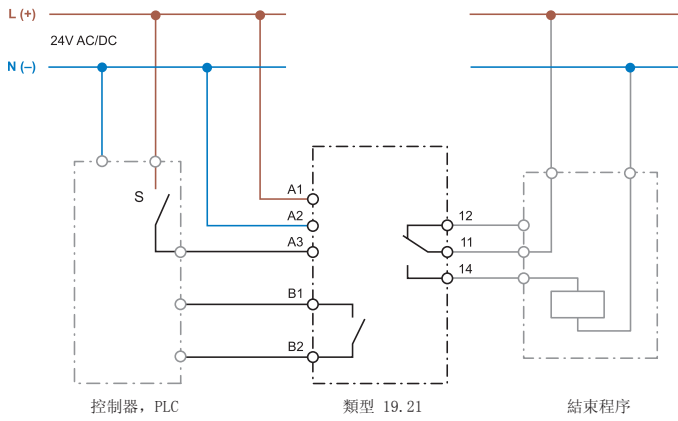 L (+)
24V AC/DC
N (–)
S
A1
A2
A3
B1
B2
12
11
14
控制器, PLC
類型 19.21
結束程序